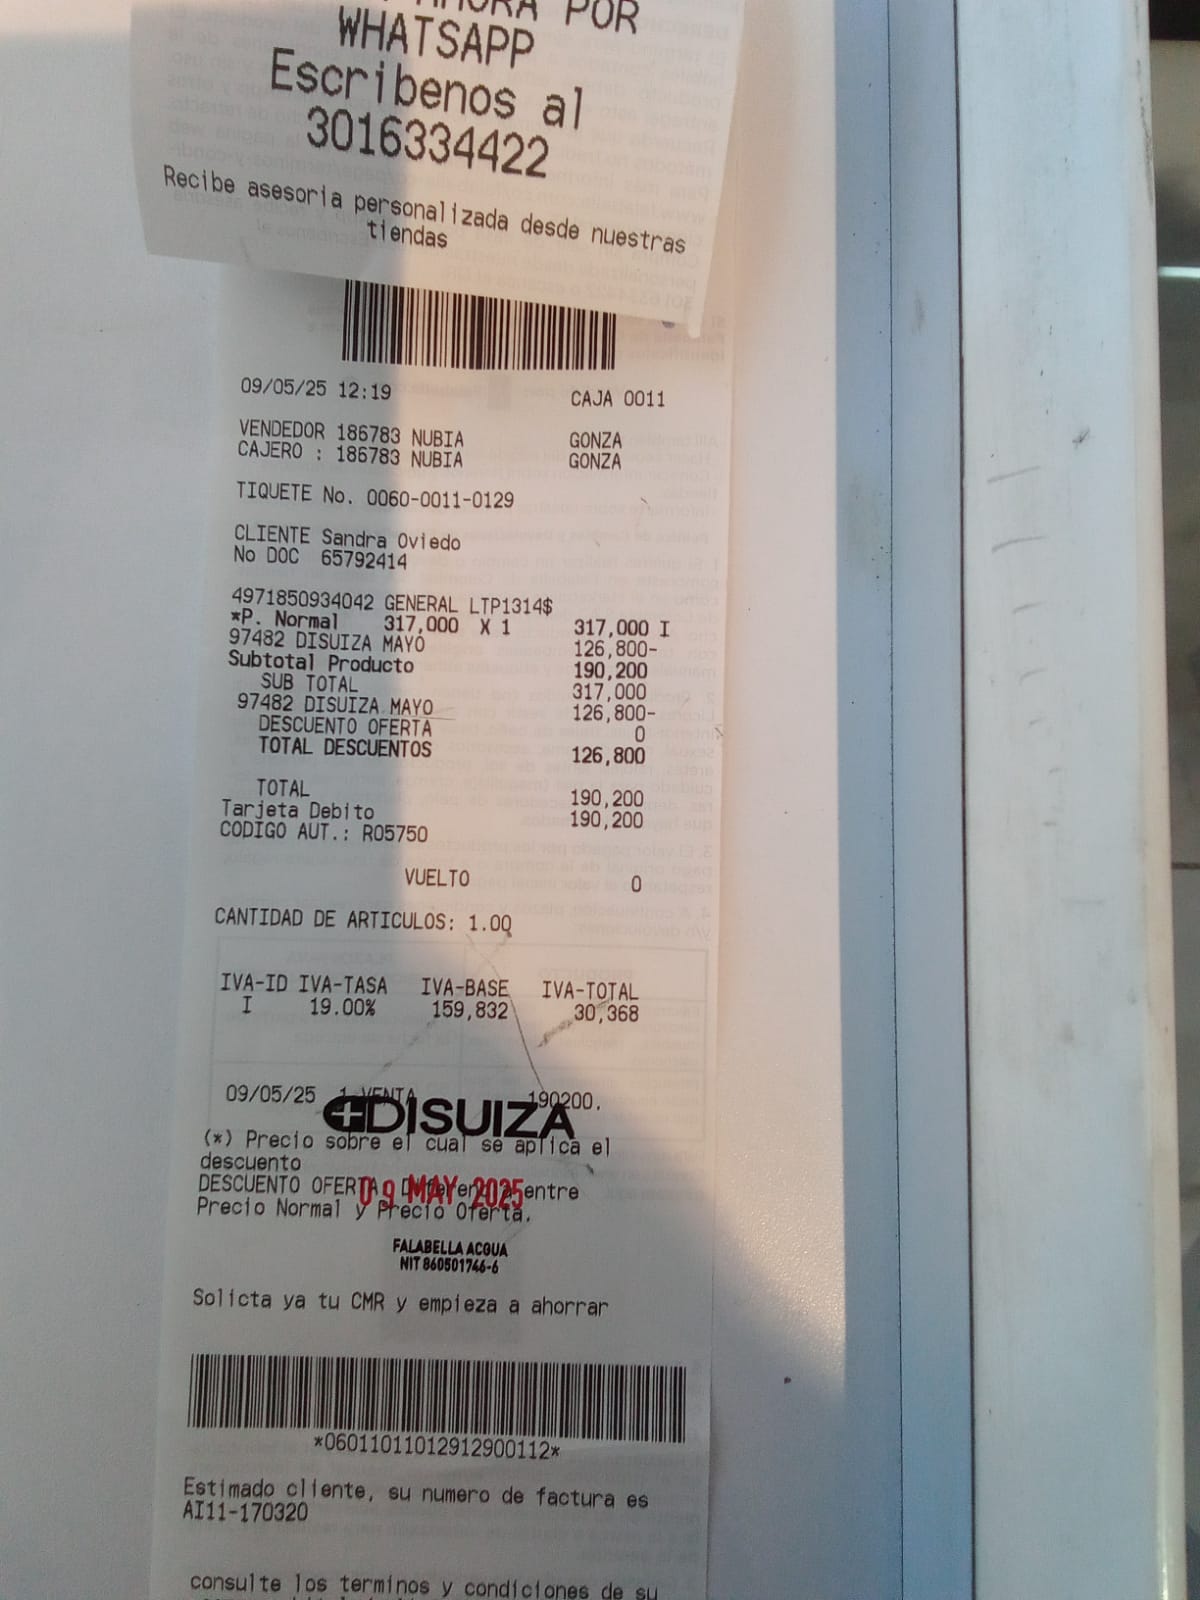 AHORA POR
WHATSAPP
Escribenos al
3016334422
Recibe asesoria personalizada desde nuestras
tiendas
09/05/25 12:19 CAJA 0011
VENDEDOR 186783 NUBIA GONZA
CAJERO : 186783 NUBIA GONZA
TIQUETE No. 0060-0011-0129
CLIENTE Sandra Oviedo
No DOC 65792414
4971850934042 GENERAL LTP1314$
*P. Normal 317,000 X 1 317,000 I
97482 DISUIZA MAYO 126,800-
Subtotal Producto 190,200
SUB TOTAL 317,000
97482 DISUIZA MAYO 126,800-
DESCUENTO OFERTA 0
TOTAL DESCUENTOS 126,800
TOTAL 190,200
Tarjeta Debito 190,200
CODIGO AUT.: R05750
VUELTO 0
CANTIDAD DE ARTICULOS: 1.00
IVA-ID IVA-TASA IVA-BASE IVA-TOTAL
I 19.00% 159,832 30,368
09/05/25 1 VENTA 190200.
DISUIZA
(*) Precio sobre el cual se aplica el
descuento
DESCUENTO OFERTA, entre
09 MAY 2025
Precio Normal y Precio Oferta.
FALABELLA ACQUA
NIT 860501746-6
Solicta ya tu CMR y empieza a ahorrar
*06011011012912900112*
Estimado cliente, su numero de factura es
AI11-170320
consulte los terminos y condiciones de su